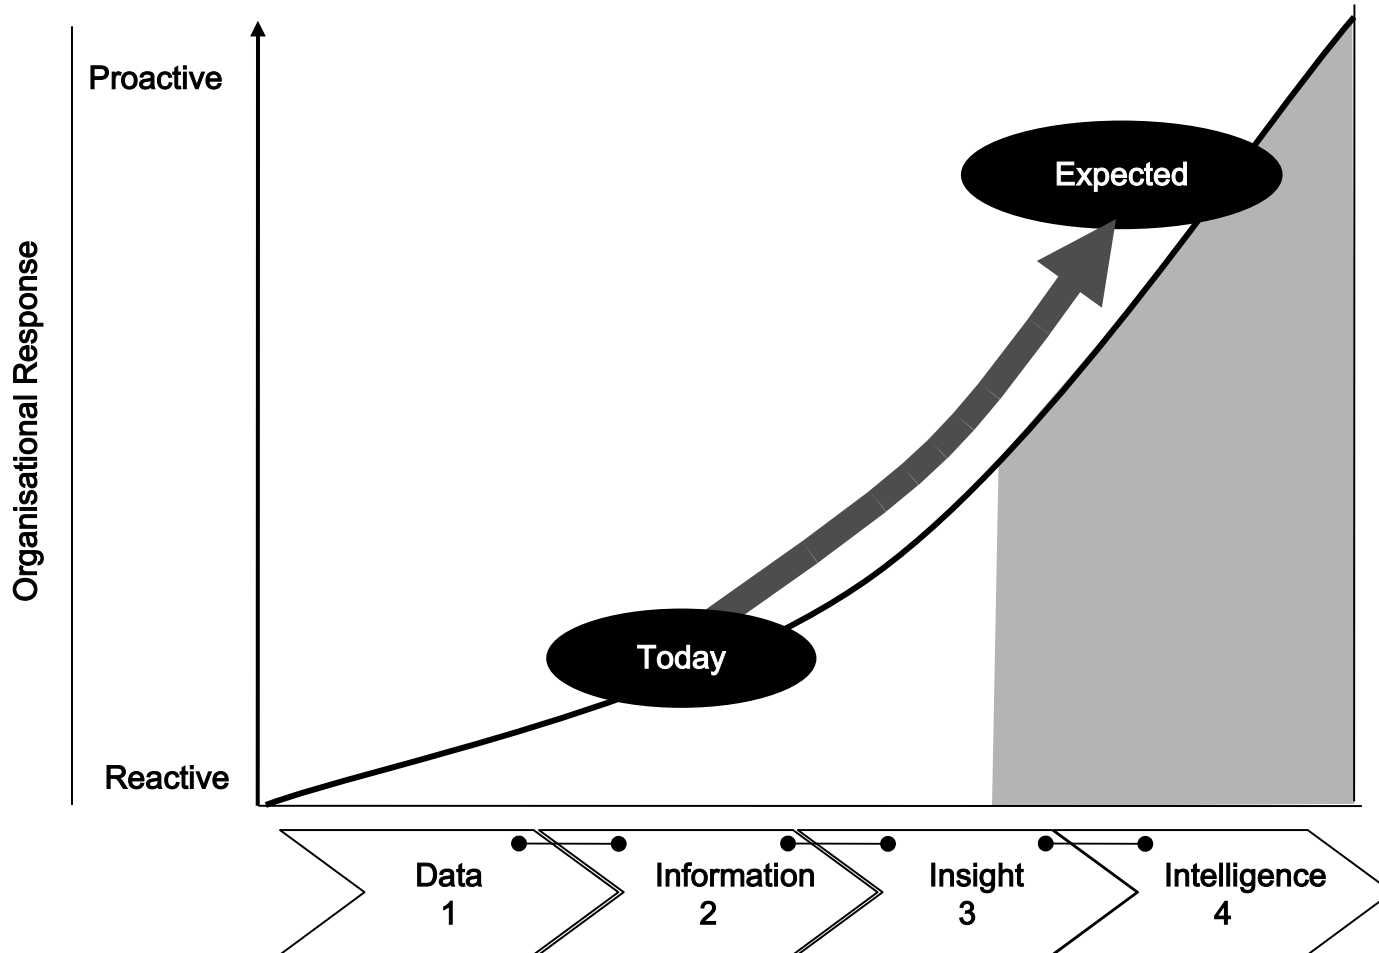 Proactive
Expected
Organisational Response
Today
Reactive
Data
1
Information
2
Insight
3
Intelligence
4